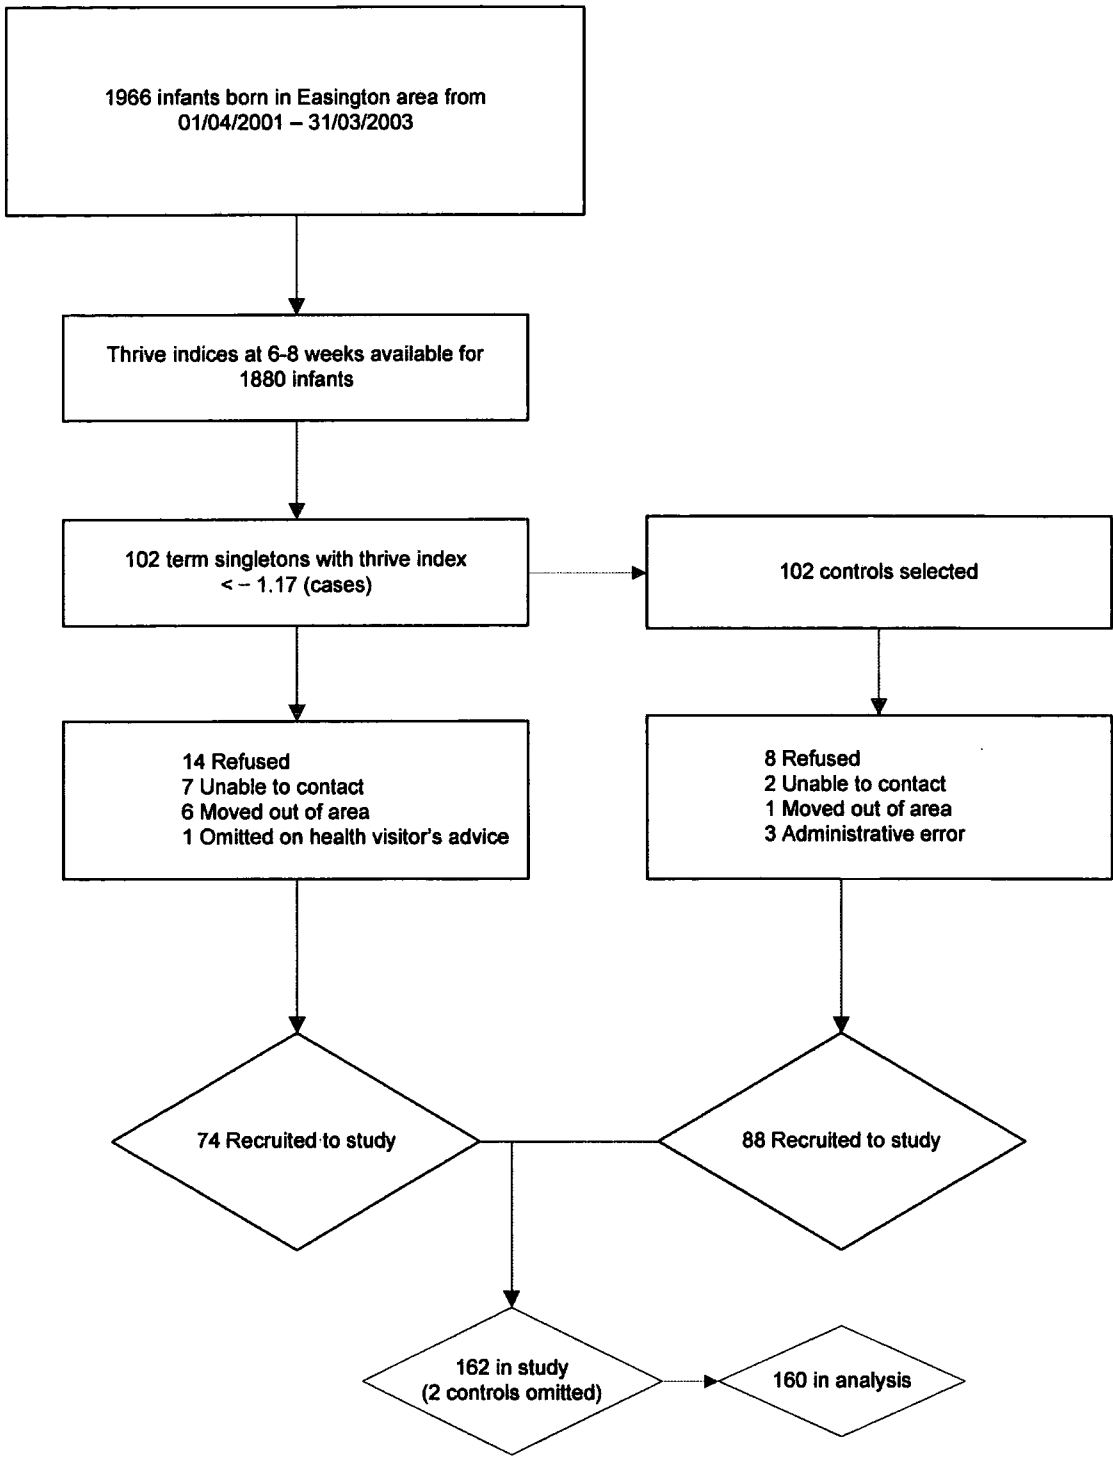 1966 infants born in Easington area from
01/04/2001 – 31/03/2003
Thrive indices at 6-8 weeks available for
1880 infants
102 term singletons with thrive index
< – 1.17 (cases)
102 controls selected
14 Refused
7 Unable to contact
6 Moved out of area
1 Omitted on health visitor's advice
8 Refused
2 Unable to contact
1 Moved out of area
3 Administrative error
74 Recruited to study
88 Recruited to study
162 in study
(2 controls omitted)
160 in analysis